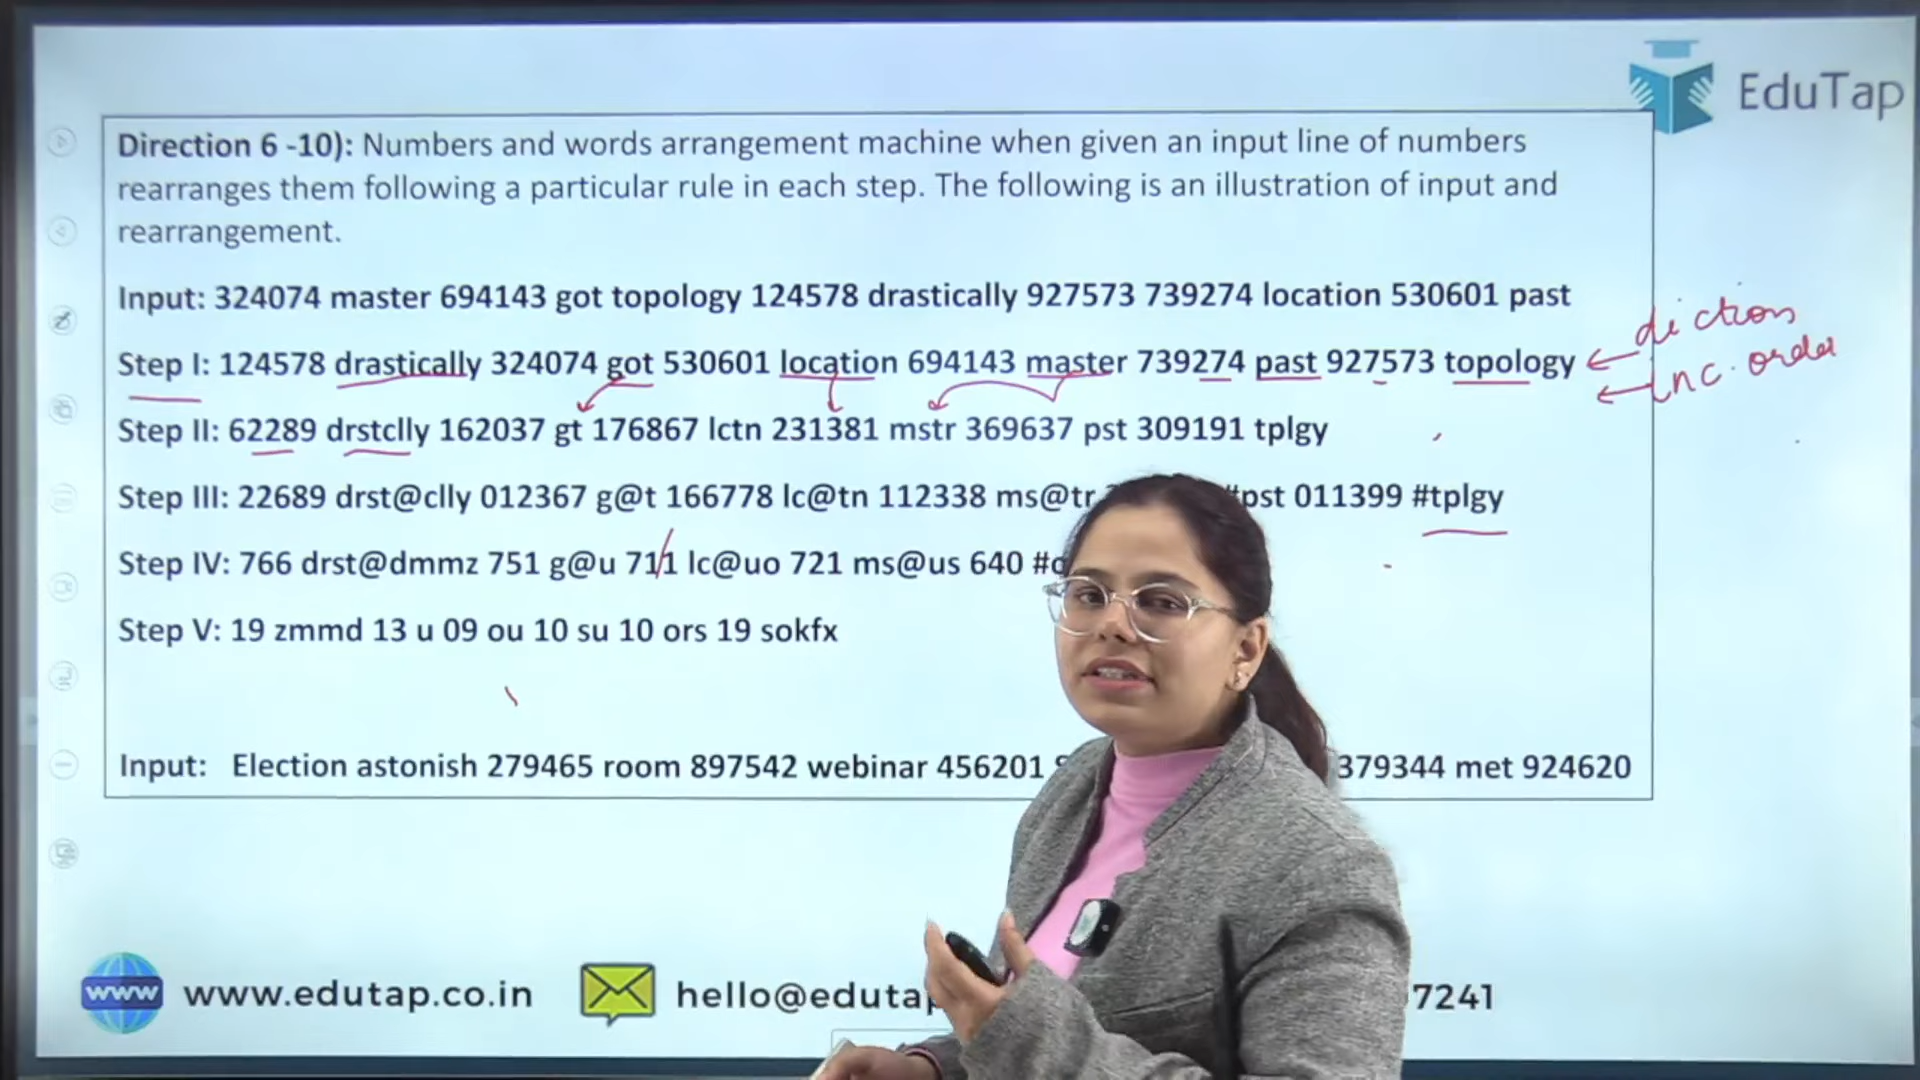 EduTap
Direction 6 -10): Numbers and words arrangement machine when given an input line of numbers
rearranges them following a particular rule in each step. The following is an illustration of input and
rearrangement.
Input: 324074 master 694143 got topology 124578 drastically 927573 739274 location 530601 past
diction
Step I: 124578 drastically 324074 got 530601 location 694143 master 739274 past 927573 topology
Inc. order
Step II: 62289 drstclly 162037 gt 176867 lctn 231381 mstr 369637 pst 309191 tplgy
Step III: 22689 drst@clly 012367 g@t 166778 lc@tn 112338 ms@tr #pst 011399 #tplgy
Step IV: 766 drst@dmmz 751 g@u 711 lc@uo 721 ms@us 640
Step V: 19 zmmd 13 u 09 ou 10 su 10 ors 19 sokfx
Input: Election astonish 279465 room 897542 webinar 456201 379344 met 924620
www www.edutap.co.in hello@eduta 7241